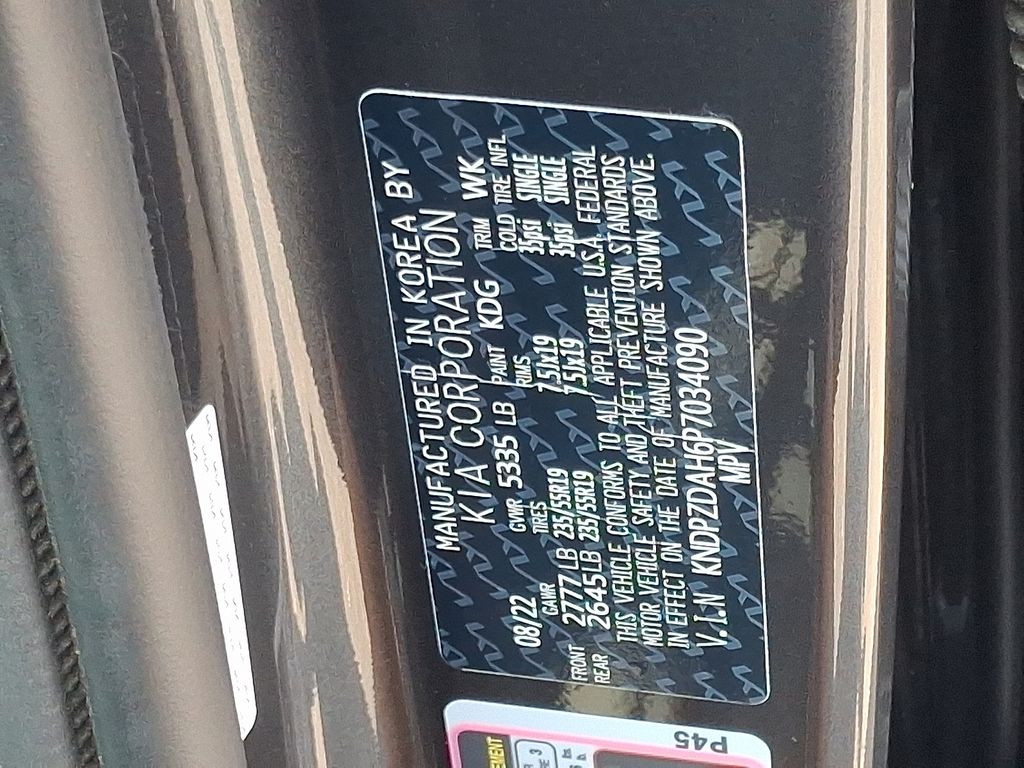 MANUFACTURED IN KOREA BY
KIA CORPORATION
08/22 GVWR 5335 LB PAINT KDG TRIM WK
GAWR TIRES RIMS COLD TIRE INFL.
FRONT 2777 LB 235/55R19 7.5Jx19 35psi SINGLE
REAR 2645 LB 235/55R19 7.5Jx19 35psi SINGLE
THIS VEHICLE CONFORMS TO ALL APPLICABLE U.S.A. FEDERAL
MOTOR VEHICLE SAFETY AND THEFT PREVENTION STANDARDS
IN EFFECT ON THE DATE OF MANUFACTURE SHOWN ABOVE.
V.I.N KNDPZDAH6P7034090
MPV
P45